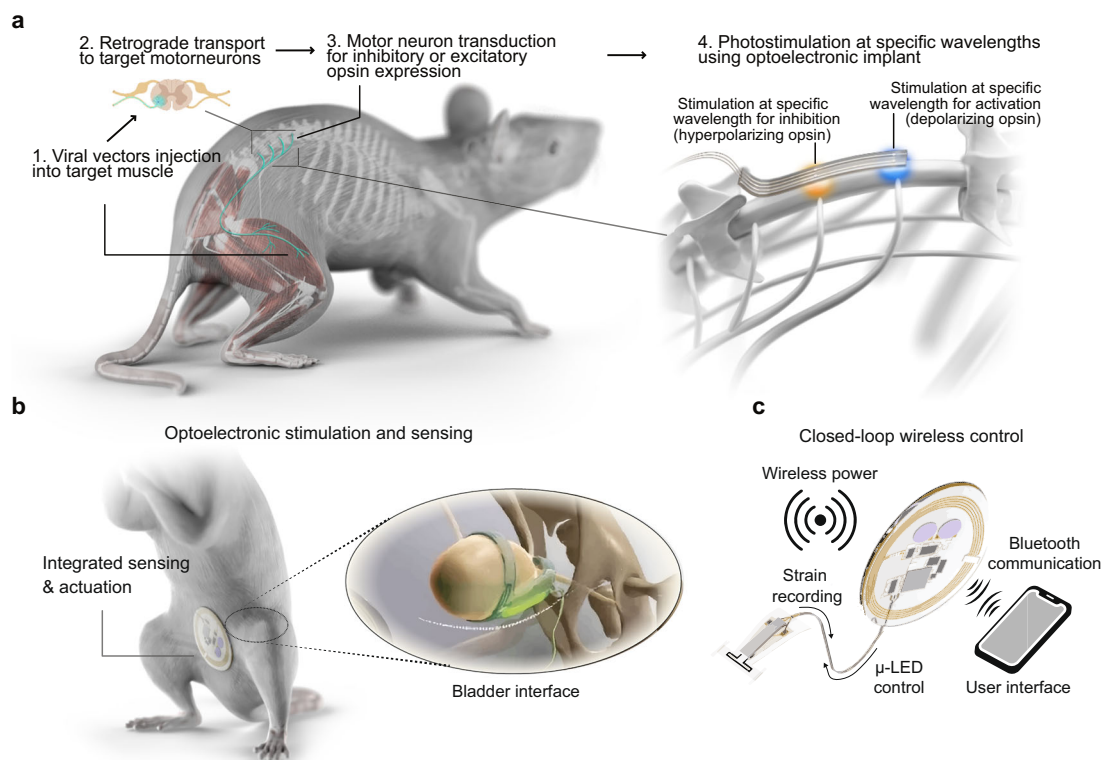 a
2. Retrograde transport
to target motorneurons
3. Motor neuron transduction
for inhibitory or excitatory
opsin expression
4. Photostimulation at specific wavelengths
using optoelectronic implant
1. Viral vectors injection
into target muscle
Stimulation at specific
wavelength for inhibition
(hyperpolarizing opsin)
Stimulation at specific
wavelength for activation
(depolarizing opsin)
b
Optoelectronic stimulation and sensing
Integrated sensing
& actuation
Bladder interface
c
Closed-loop wireless control
Wireless power
Strain
recording
Bluetooth
communication
µ-LED
control
User interface